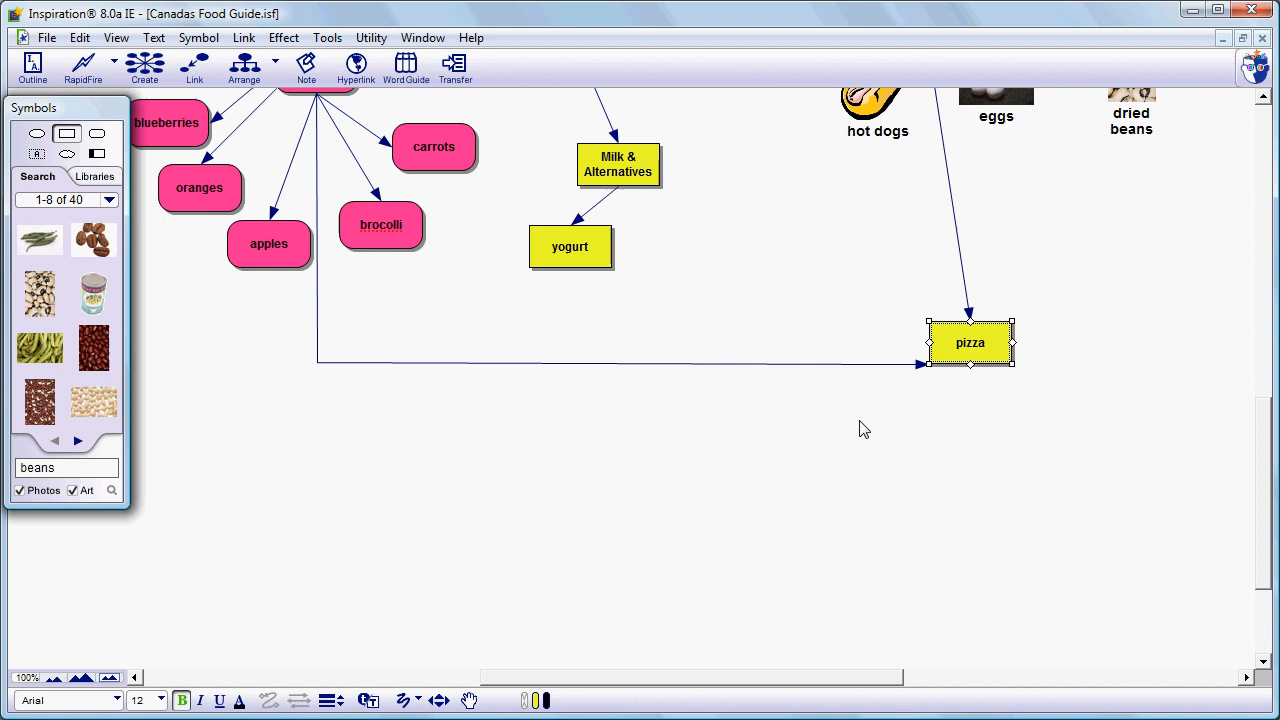 Inspiration® 8.0a IE - [Canadas Food Guide.isf]
File Edit View Text Symbol Link Effect Tools Utility Window Help
Outline RapidFire Create Link Arrange Note Hyperlink Word Guide Transfer
Symbols
Search Libraries
1-8 of 40
beans
Photos Art
blueberries
oranges
apples
brocolli
carrots
Milk &
Alternatives
yogurt
hot dogs
eggs
dried
beans
pizza
100%
Arial 12 B I U A